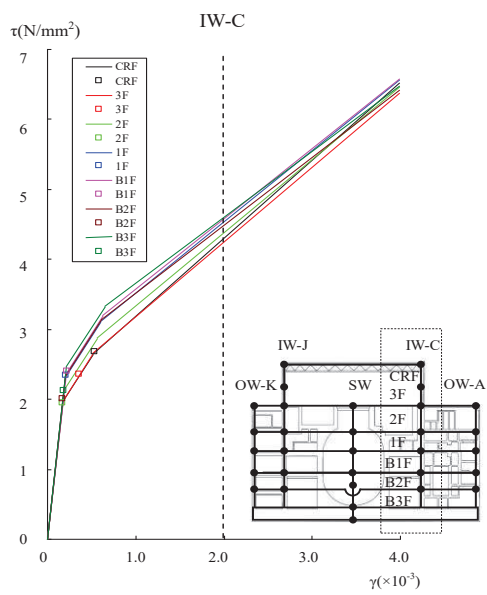 IW-C
τ(N/mm²)
7
6
5
4
3
2
1
0
CRF
CRF
3F
3F
2F
2F
1F
1F
B1F
B1F
B2F
B2F
B3F
B3F
IW-J
IW-C
OW-K
SW
CRF
OW-A
3F
2F
1F
B1F
B2F
B3F
0.0
1.0
2.0
3.0
4.0
γ(×10⁻³)